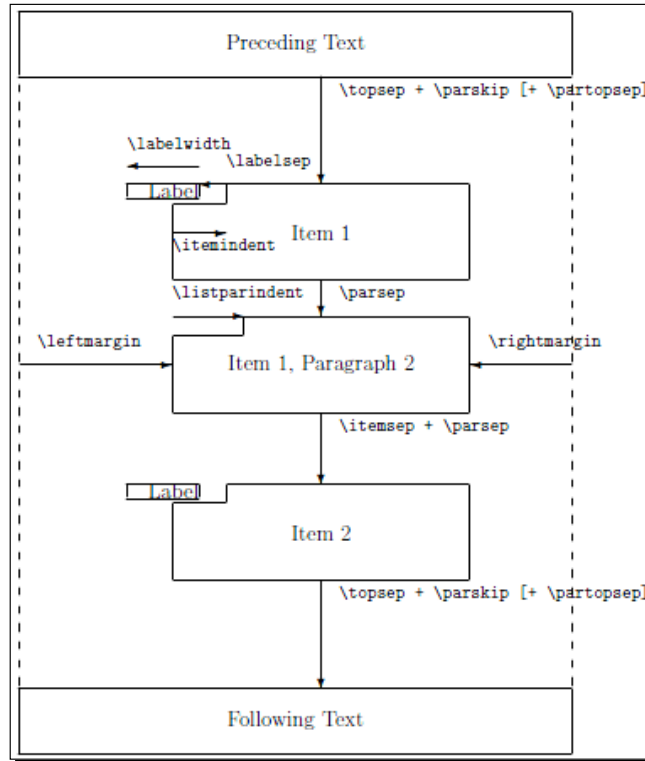 Preceding Text
\topsep + \parskip [+ \partopsep]
\labelwidth
\labelsep
Label
Item 1
\itemindent
\listparindent
\parsep
\leftmargin
\rightmargin
Item 1, Paragraph 2
\itemsep + \parsep
Label
Item 2
\topsep + \parskip [+ \partopsep]
Following Text